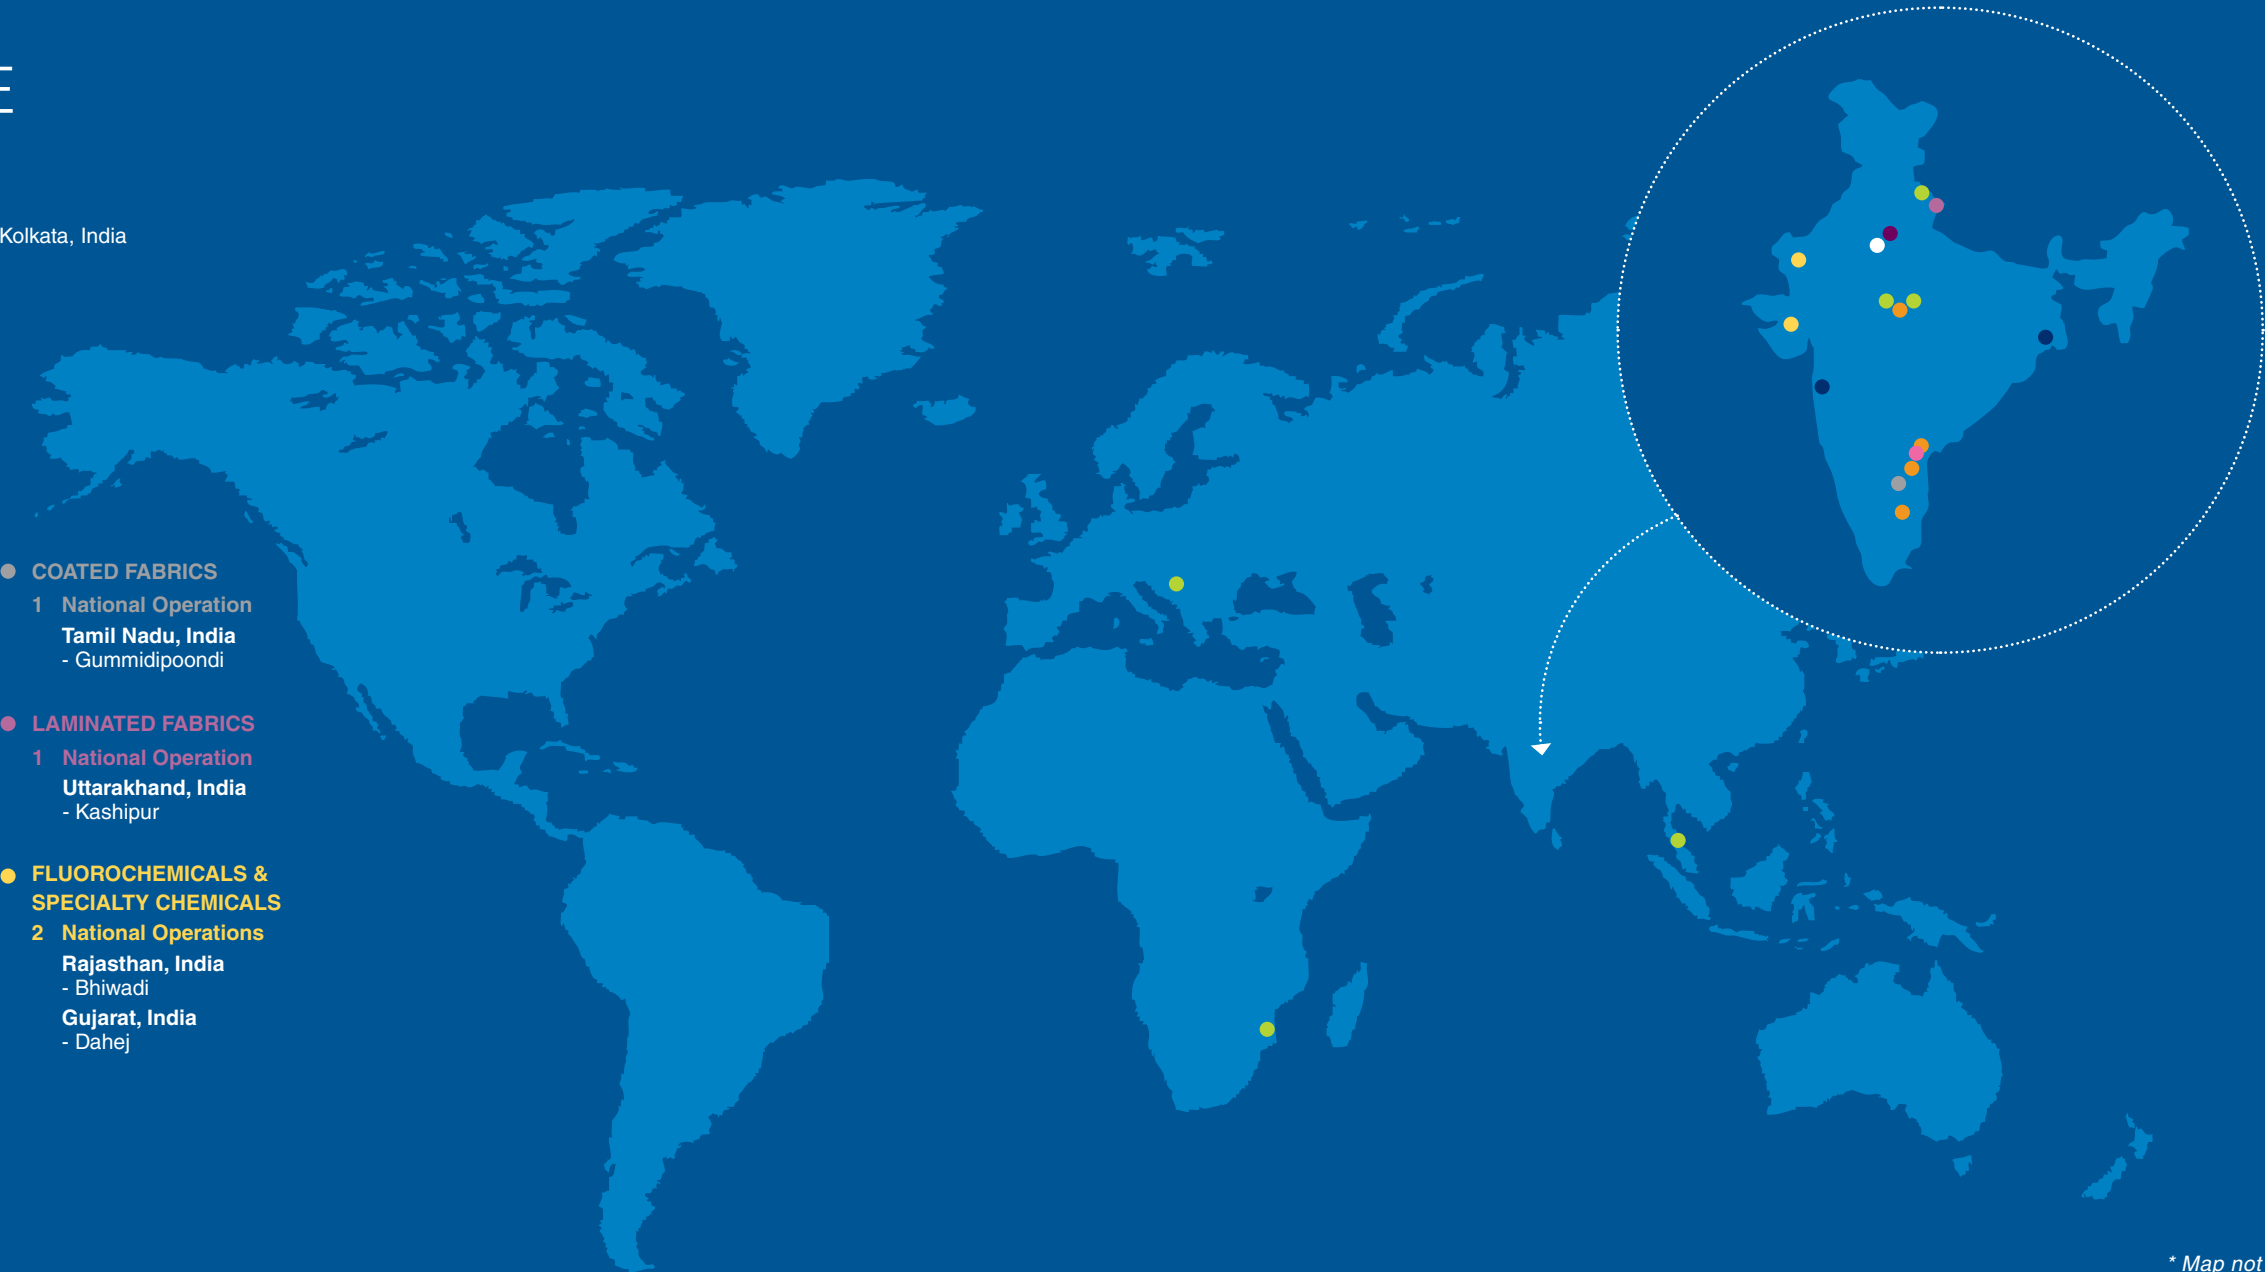 E
Kolkata, India
COATED FABRICS
1 National Operation
Tamil Nadu, India
- Gummidipoondi
LAMINATED FABRICS
1 National Operation
Uttarakhand, India
- Kashipur
FLUOROCHEMICALS &
SPECIALTY CHEMICALS
2 National Operations
Rajasthan, India
- Bhiwadi
Gujarat, India
- Dahej
* Map not